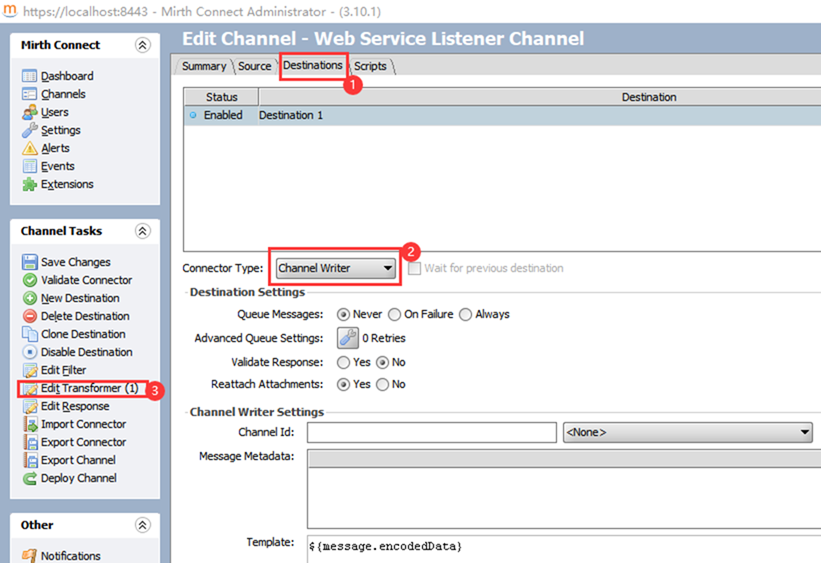 https://localhost:8443 - Mirth Connect Administrator - (3.10.1)
Mirth Connect
Dashboard
Channels
Users
Settings
Alerts
Events
Extensions
Channel Tasks
Save Changes
Validate Connector
New Destination
Delete Destination
Clone Destination
Disable Destination
Edit Filter
Edit Transformer (1)
3
Edit Response
Import Connector
Export Connector
Export Channel
Deploy Channel
Other
Notifications
Edit Channel - Web Service Listener Channel
Summary Source Destinations Scripts
1
Status Destination
Enabled Destination 1
2
Connector Type: Channel Writer Wait for previous destination
Destination Settings
Queue Messages: Never On Failure Always
Advanced Queue Settings: 0 Retries
Validate Response: Yes No
Reattach Attachments: Yes No
Channel Writer Settings
Channel Id: <None>
Message Metadata:
Template: ${message.encodedData}